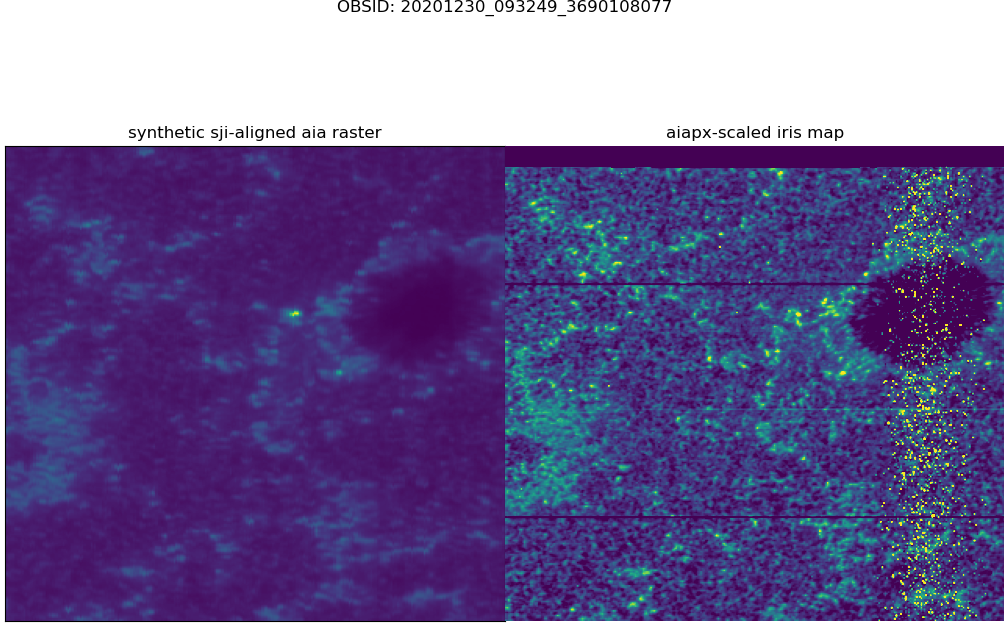 OBSID: 20201230_093249_3690108077
synthetic sji-aligned aia raster
aiapx-scaled iris map